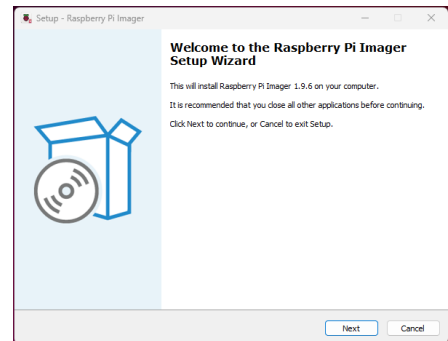 Setup - Raspberry Pi Imager
Welcome to the Raspberry Pi Imager
Setup Wizard
This will install Raspberry Pi Imager 1.9.6 on your computer.
It is recommended that you close all other applications before continuing.
Click Next to continue, or Cancel to exit Setup.
Next
Cancel